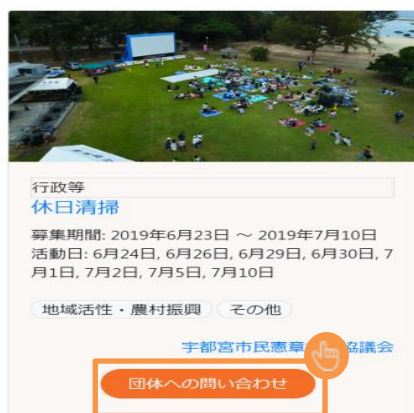 行政等
休日清掃
募集期間: 2019年6月23日 ～ 2019年7月10日
活動日: 6月24日, 6月26日, 6月29日, 6月30日, 7
月1日, 7月2日, 7月5日, 7月10日
地域活性・農村振興 その他
宇都宮市民憲章 協議会
団体への問い合わせ